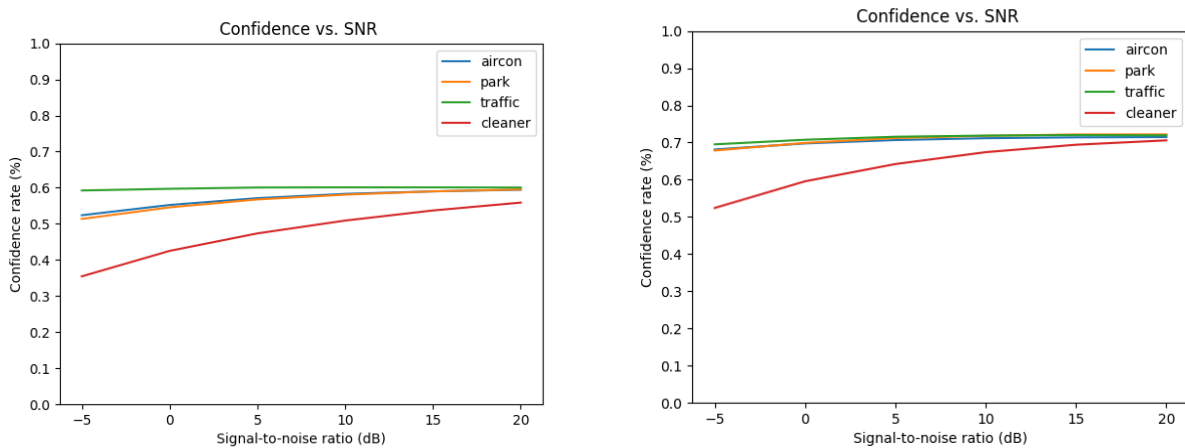 Confidence vs. SNR
1.0
0.9
0.8
0.7
0.6
0.5
0.4
0.3
0.2
0.1
0.0
Confidence rate (%)
aircon
park
traffic
cleaner
−5 0 5 10 15 20
Signal-to-noise ratio (dB)
Confidence vs. SNR
1.0
0.9
0.8
0.7
0.6
0.5
0.4
0.3
0.2
0.1
0.0
Confidence rate (%)
aircon
park
traffic
cleaner
−5 0 5 10 15 20
Signal-to-noise ratio (dB)